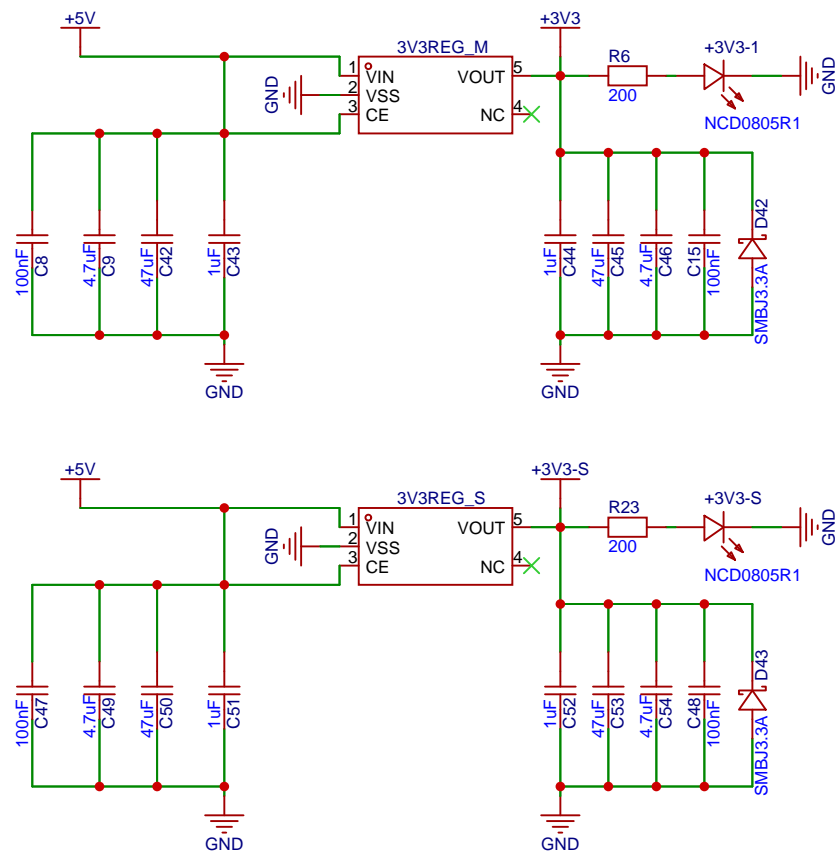 +5V
+3V3
3V3REG_M
R6
+3V3-1
1 VIN
VOUT 5
GND
2 VSS
3 CE
NC 4
200
GND
NCD0805R1
100nF C8
4.7uF C9
47uF C42
1uF C43
1uF C44
47uF C45
4.7uF C46
C15 100nF
D42
SMBJ3.3A
GND
GND
+5V
+3V3-S
3V3REG_S
R23
+3V3-S
1 VIN
VOUT 5
GND
2 VSS
3 CE
NC 4
200
GND
NCD0805R1
100nF C47
4.7uF C49
47uF C50
1uF C51
1uF C52
47uF C53
4.7uF C54
C48 100nF
D43
SMBJ3.3A
GND
GND